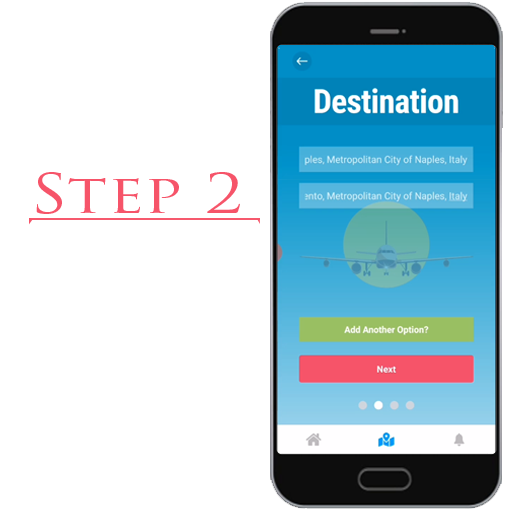 Step 2
Destination
ples, Metropolitan City of Naples, Italy
ento, Metropolitan City of Naples, Italy
Add Another Option?
Next